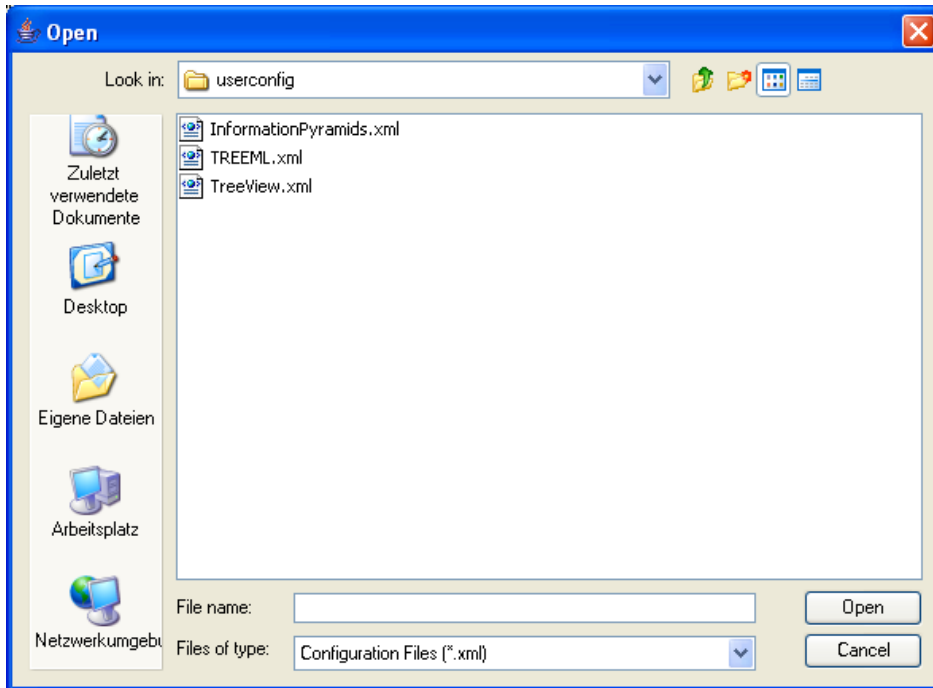 Open
Look in:
userconfig
Zuletzt
verwendete
Dokumente
Desktop
Eigene Dateien
Arbeitsplatz
Netzwerkumgebu
InformationPyramids.xml
TREEML.xml
TreeView.xml
File name:
Open
Files of type:
Configuration Files (*.xml)
Cancel